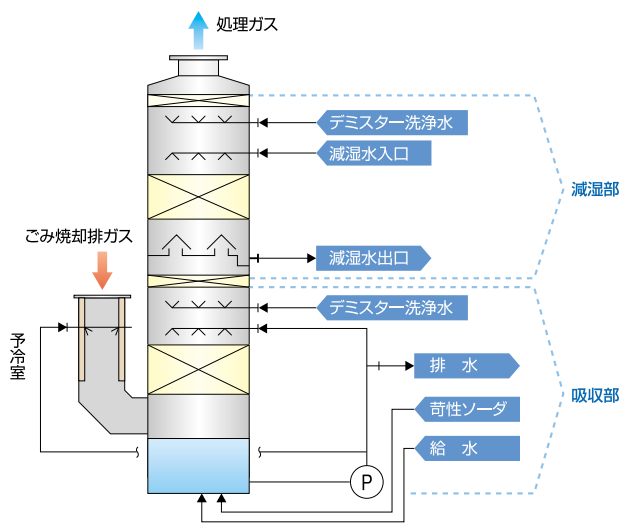 処理ガス
デミスター洗浄水
減湿水入口
減湿部
ごみ焼却排ガス
減湿水出口
デミスター洗浄水
予冷室
排 水
吸収部
苛性ソーダ
給 水
P